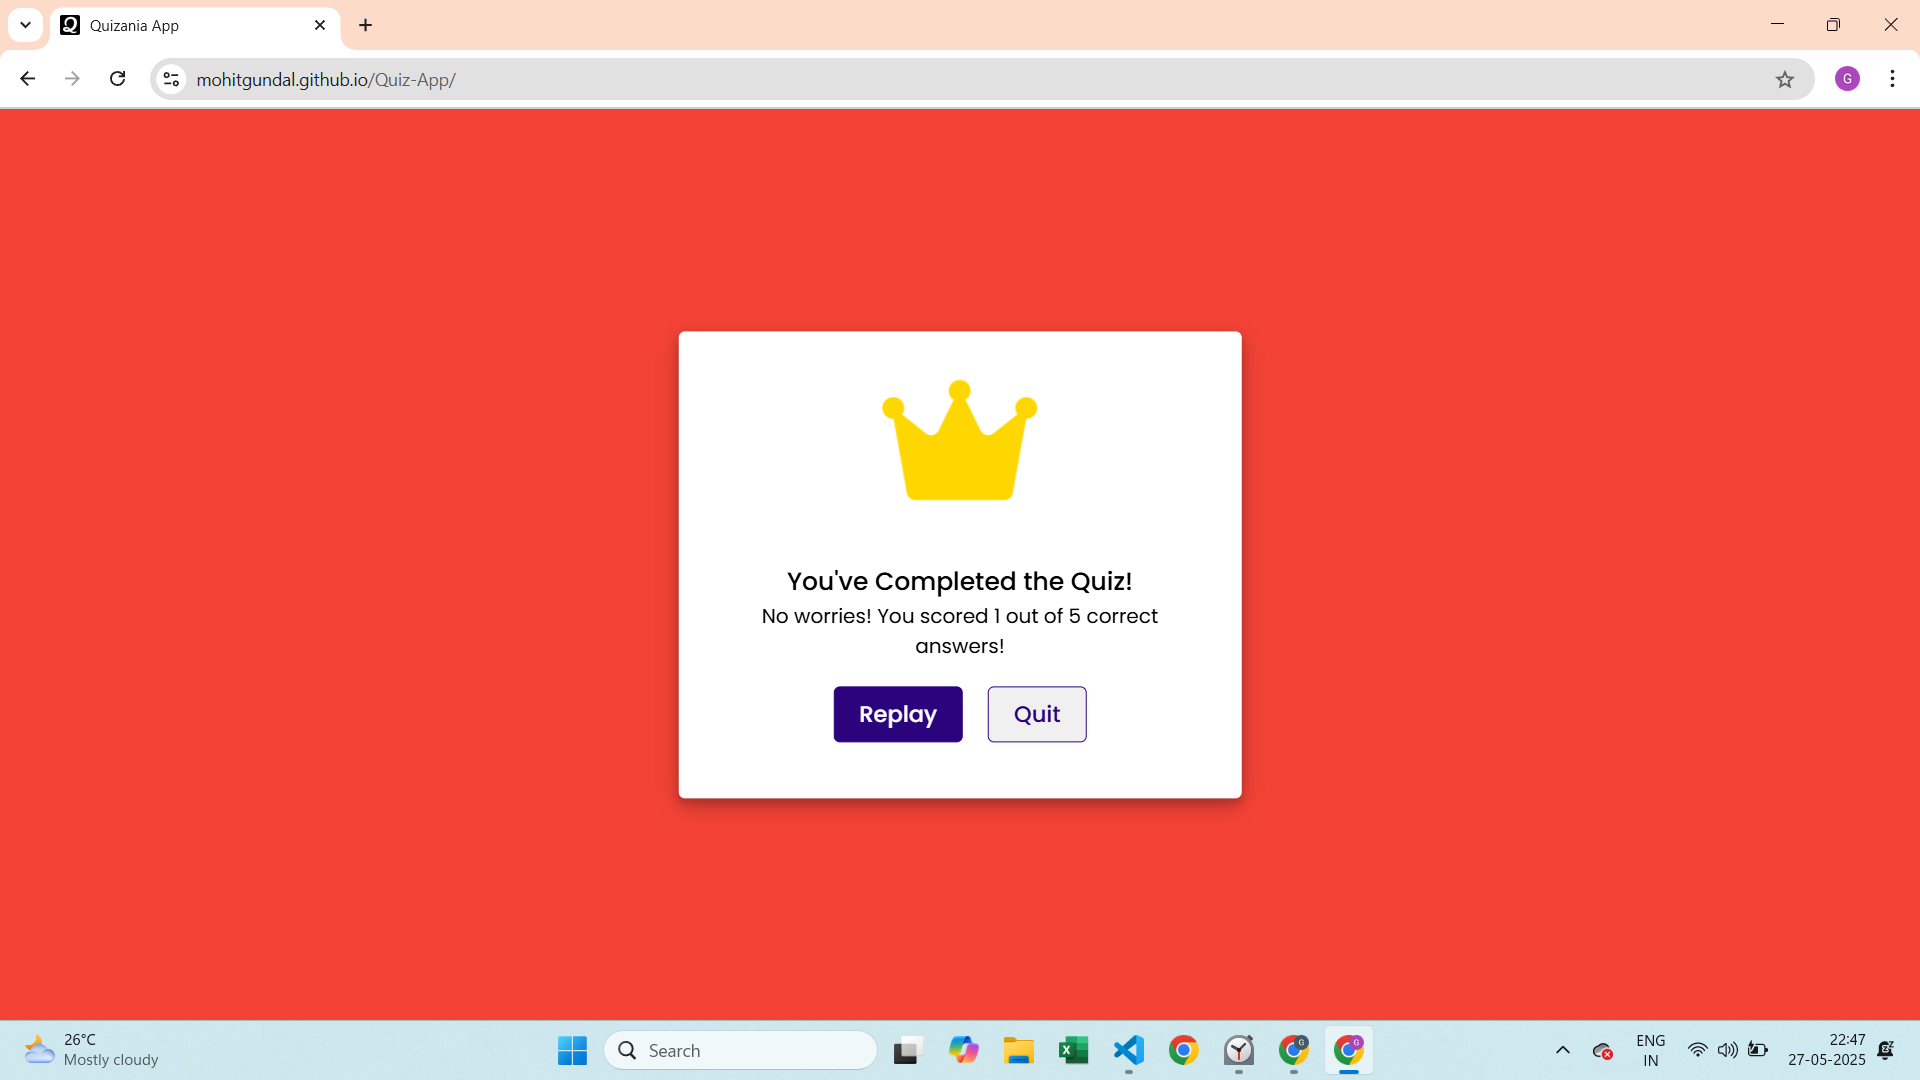 Quizania App
mohitgundal.github.io/Quiz-App/
G
You've Completed the Quiz!
No worries! You scored 1 out of 5 correct
answers!
Replay
Quit
26°C
Mostly cloudy
Search
ENG
IN
22:47
27-05-2025